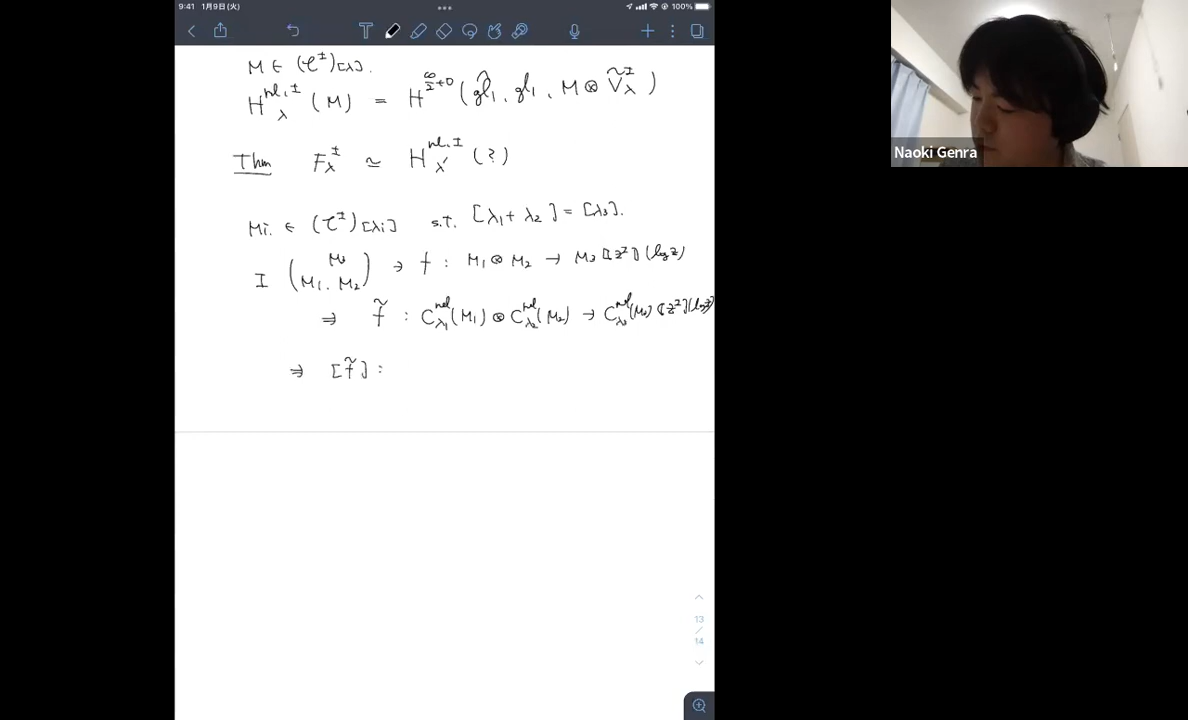 9:41 1月9日(火) 100%
M ∈ (𝒞^±)_[λ].
H^{rel,±}_λ (M) = H^{∞/2+0} (ĝl₁, gl₁, M ⊗ Ṽ^±_λ)
Naoki Genra
Thm F^±_λ ≃ H^{rel,±}_{λ'} (?)
Mi ∈ (𝒞^±)_[λi] s.t. [λ₁+λ₂] = [λ₃].
I (M₃ / M₁, M₂) ∋ f : M₁ ⊗ M₂ → M₃ [[z^z]] (log z)
⇒ f̃ : C^{rel}_{λ₁}(M₁) ⊗ C^{rel}_{λ₂}(M₂) → C^{rel}_{λ₃}(M₃) [[z^z]](log z)
⇒ [f̃] :
13
/
14